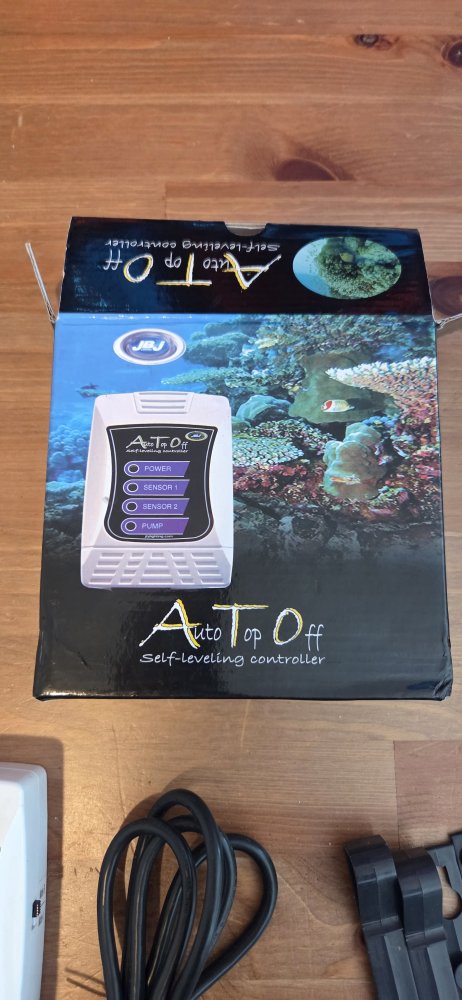 Auto Top Off
Self-leveling controller
JBJ
Auto Top Off
JBJ
Self-leveling controller
POWER
SENSOR 1
SENSOR 2
PUMP
Auto Top Off
Self-leveling controller